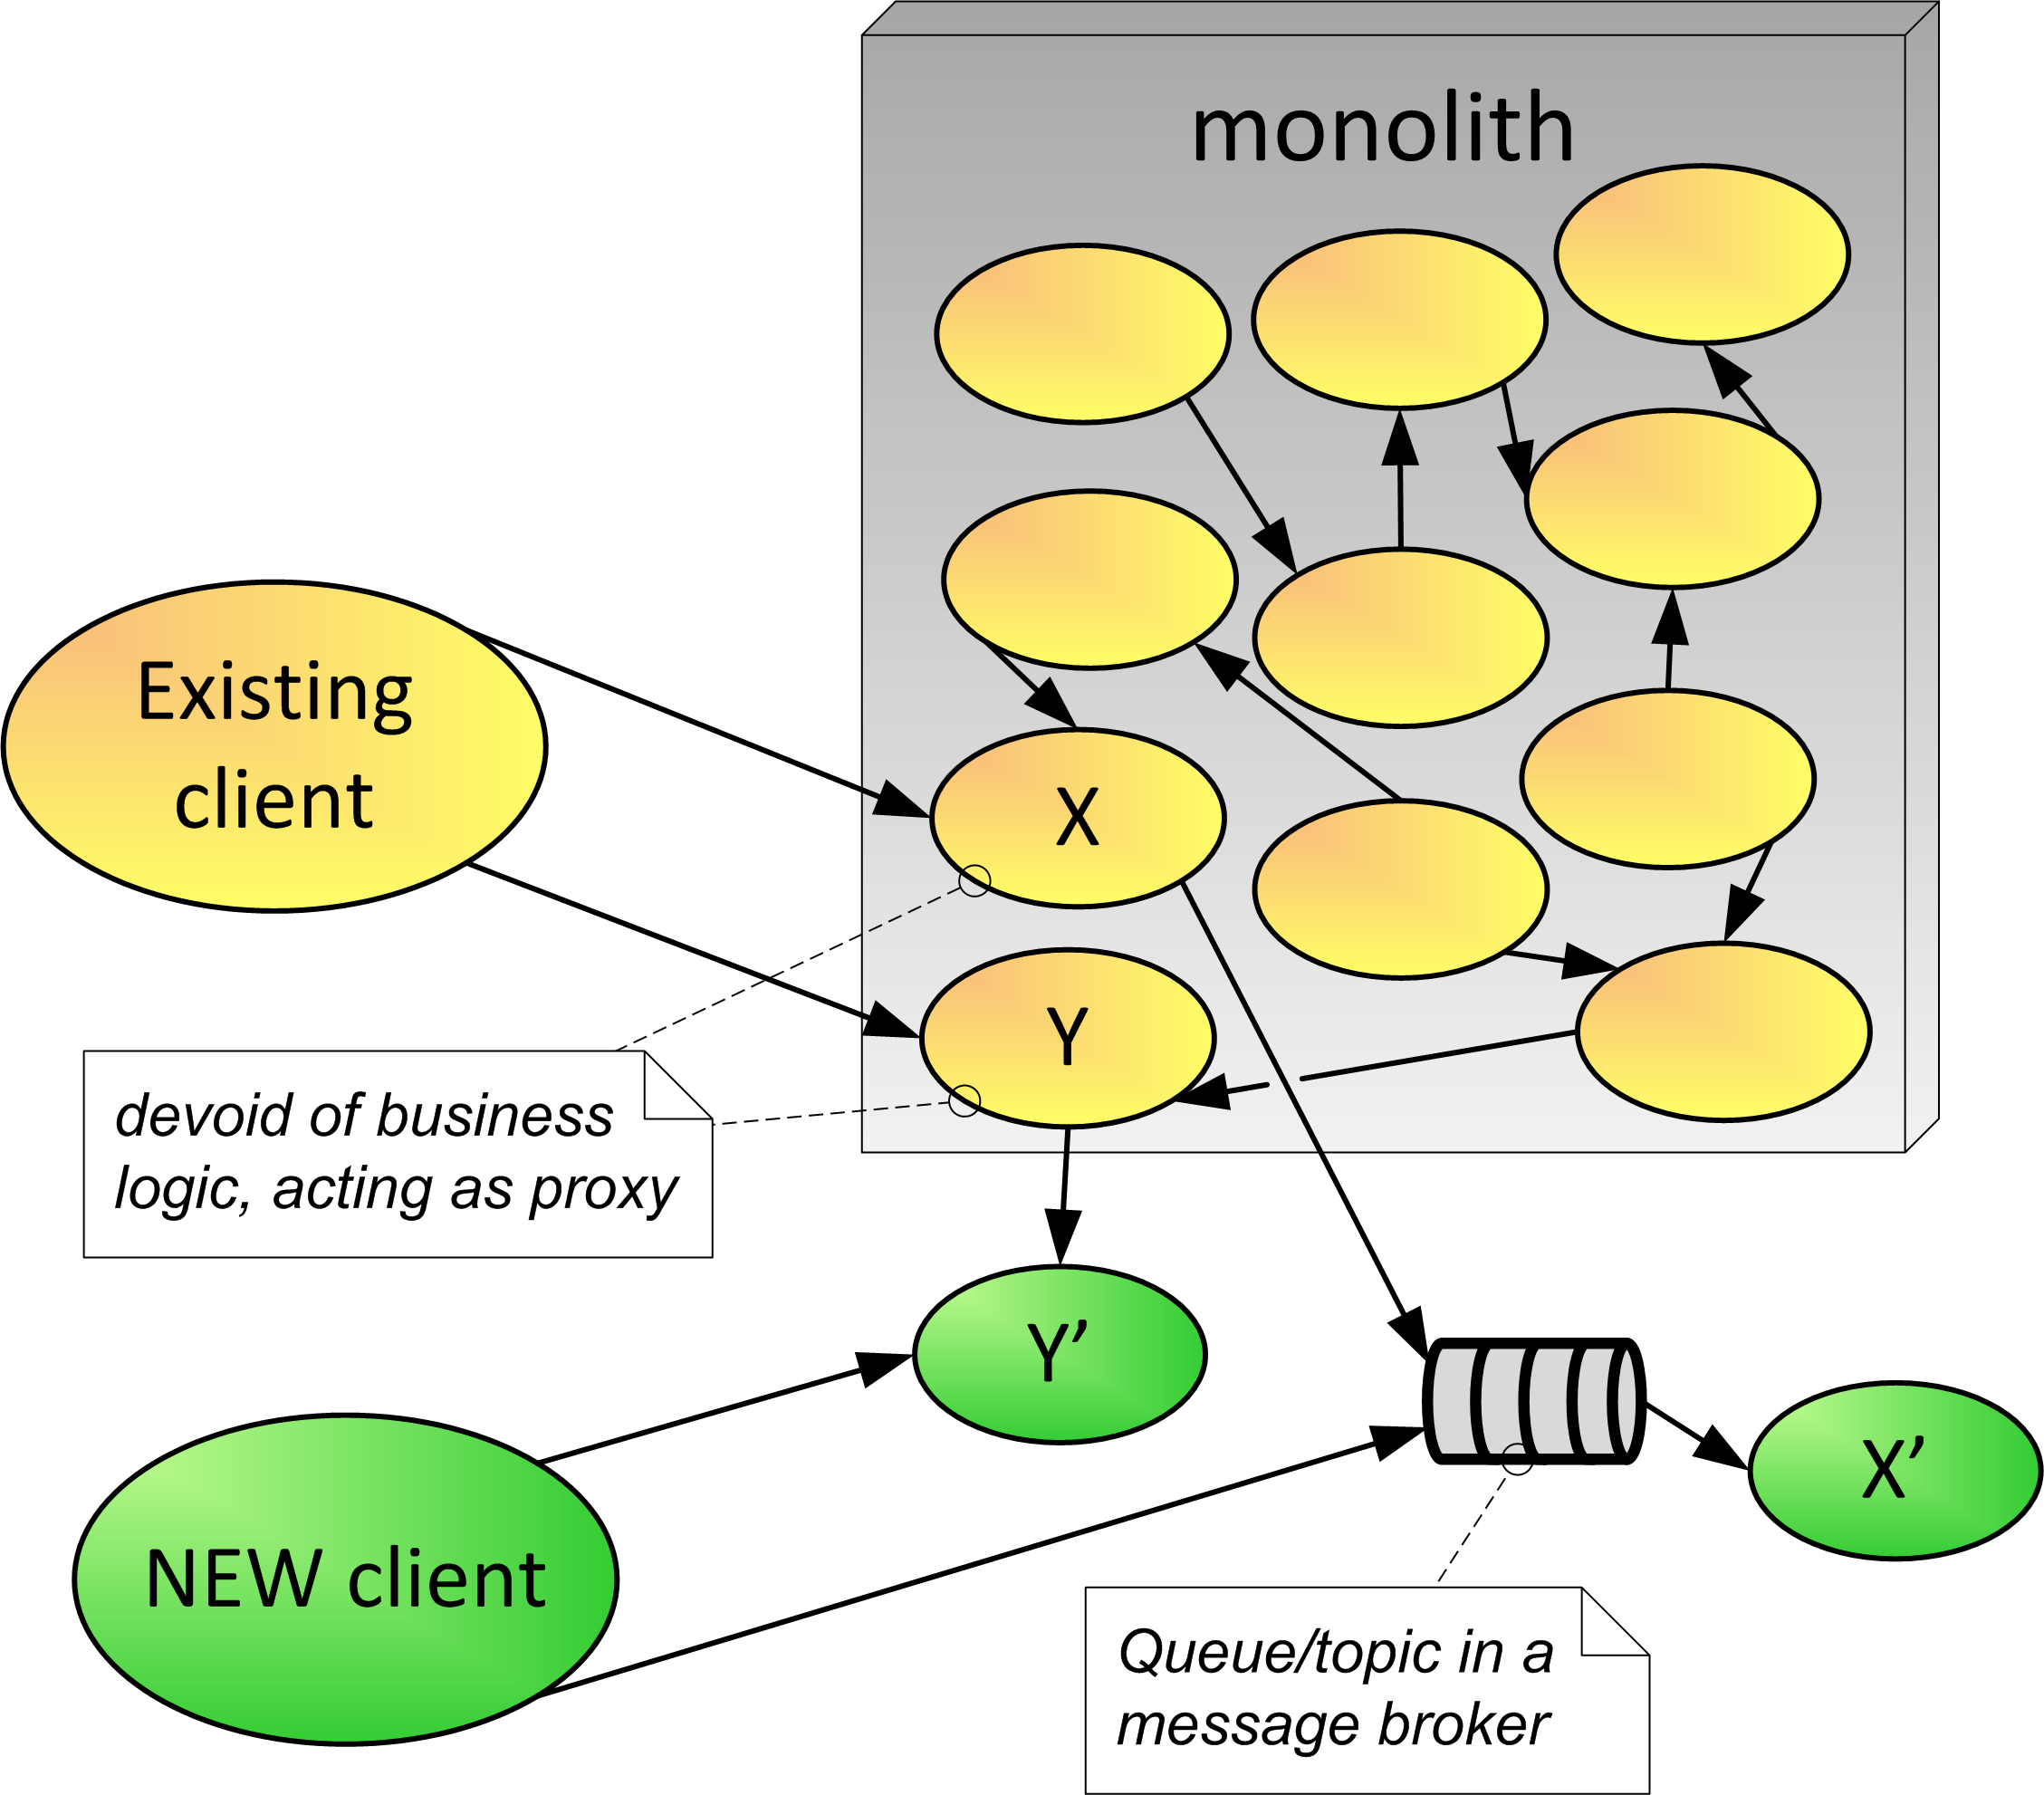 monolith
Existing
client
X
Y
devoid of business
logic, acting as proxy
Y’
X’
NEW client
Queue/topic in a
message broker